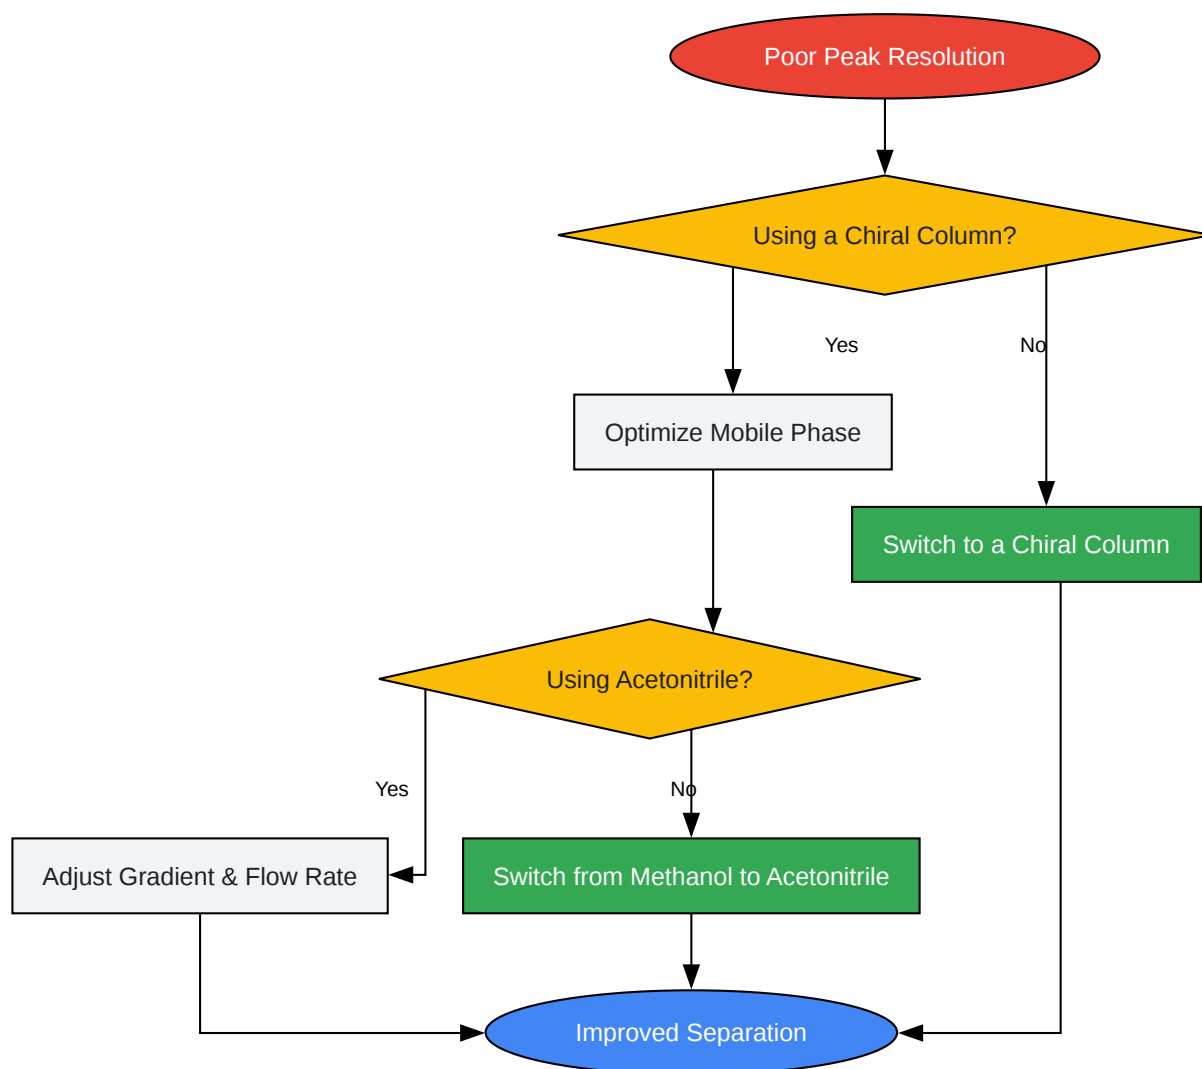 Poor Peak Resolution
Using a Chiral Column?
Yes
No
Optimize Mobile Phase
Switch to a Chiral Column
Using Acetonitrile?
Yes
No
Adjust Gradient & Flow Rate
Switch from Methanol to Acetonitrile
Improved Separation